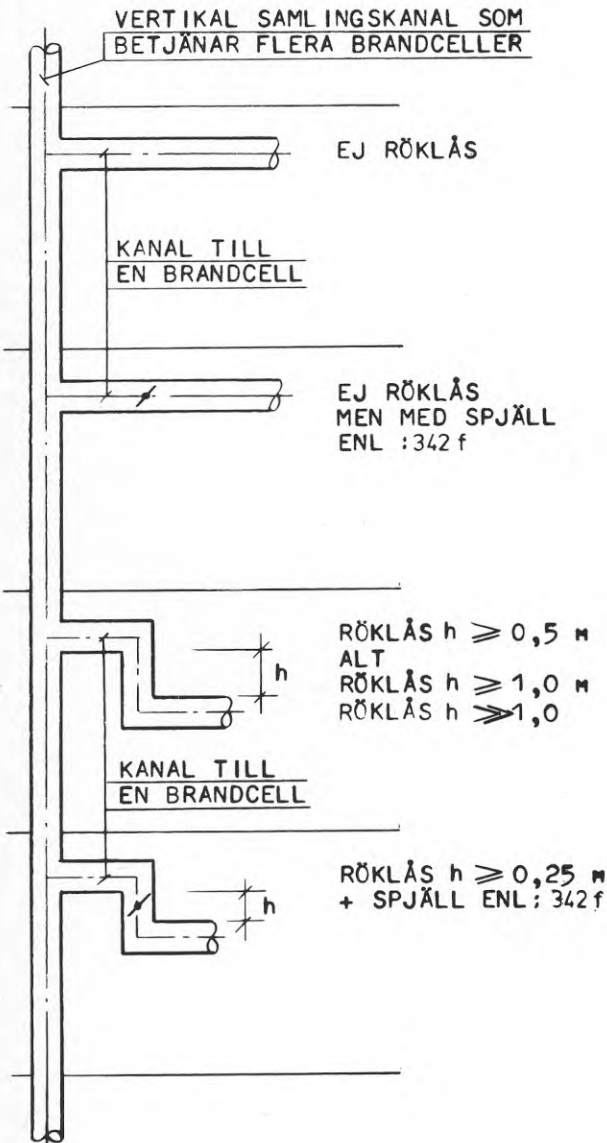 VERTIKAL SAMLINGSKANAL SOM
BETJÄNAR FLERA BRANDCELLER
EJ RÖKLÅS
KANAL TILL
EN BRANDCELL
EJ RÖKLÅS
MEN MED SPJÄLL
ENL :342 f
RÖKLÅS h ⩾ 0,5 M
ALT
RÖKLÅS h ⩾ 1,0 M
RÖKLÅS h ⩾1,0
h
KANAL TILL
EN BRANDCELL
RÖKLÅS h ⩾ 0,25 M
+ SPJÄLL ENL: 342 f
h